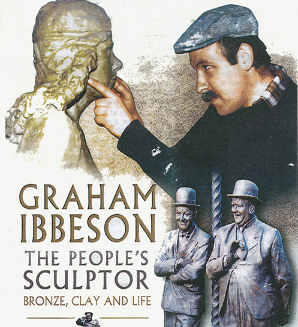 GRAHAM
IBBESON
THE PEOPLE'S
SCULPTOR
BRONZE, CLAY AND LIFE